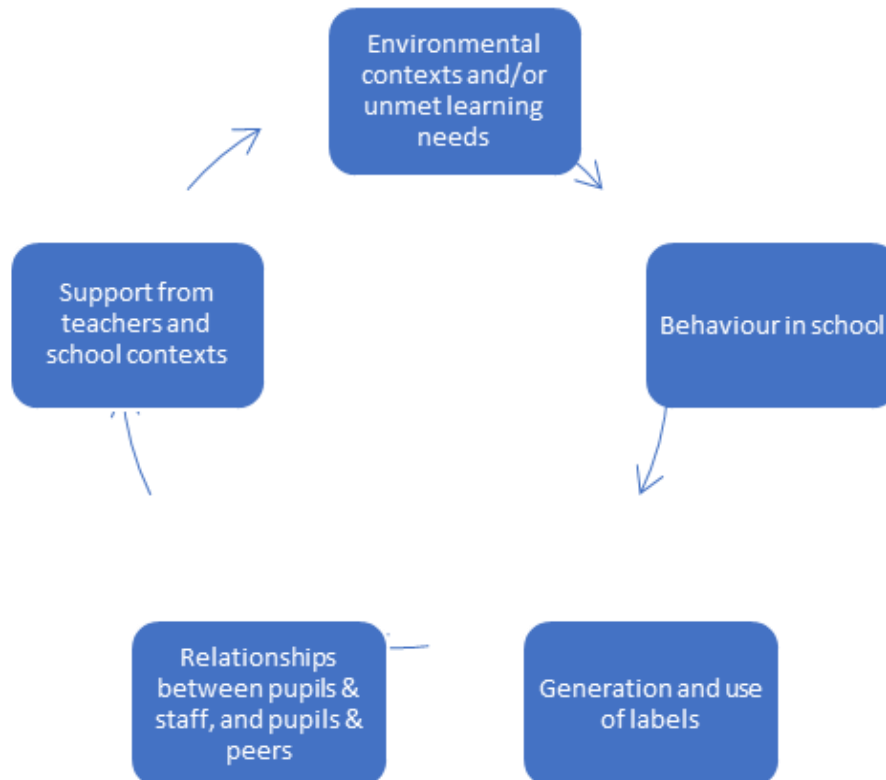 Environmental
contexts and/or
unmet learning
needs
Behaviour in school
Generation and use
of labels
Relationships
between pupils &
staff, and pupils &
peers
Support from
teachers and
school contexts